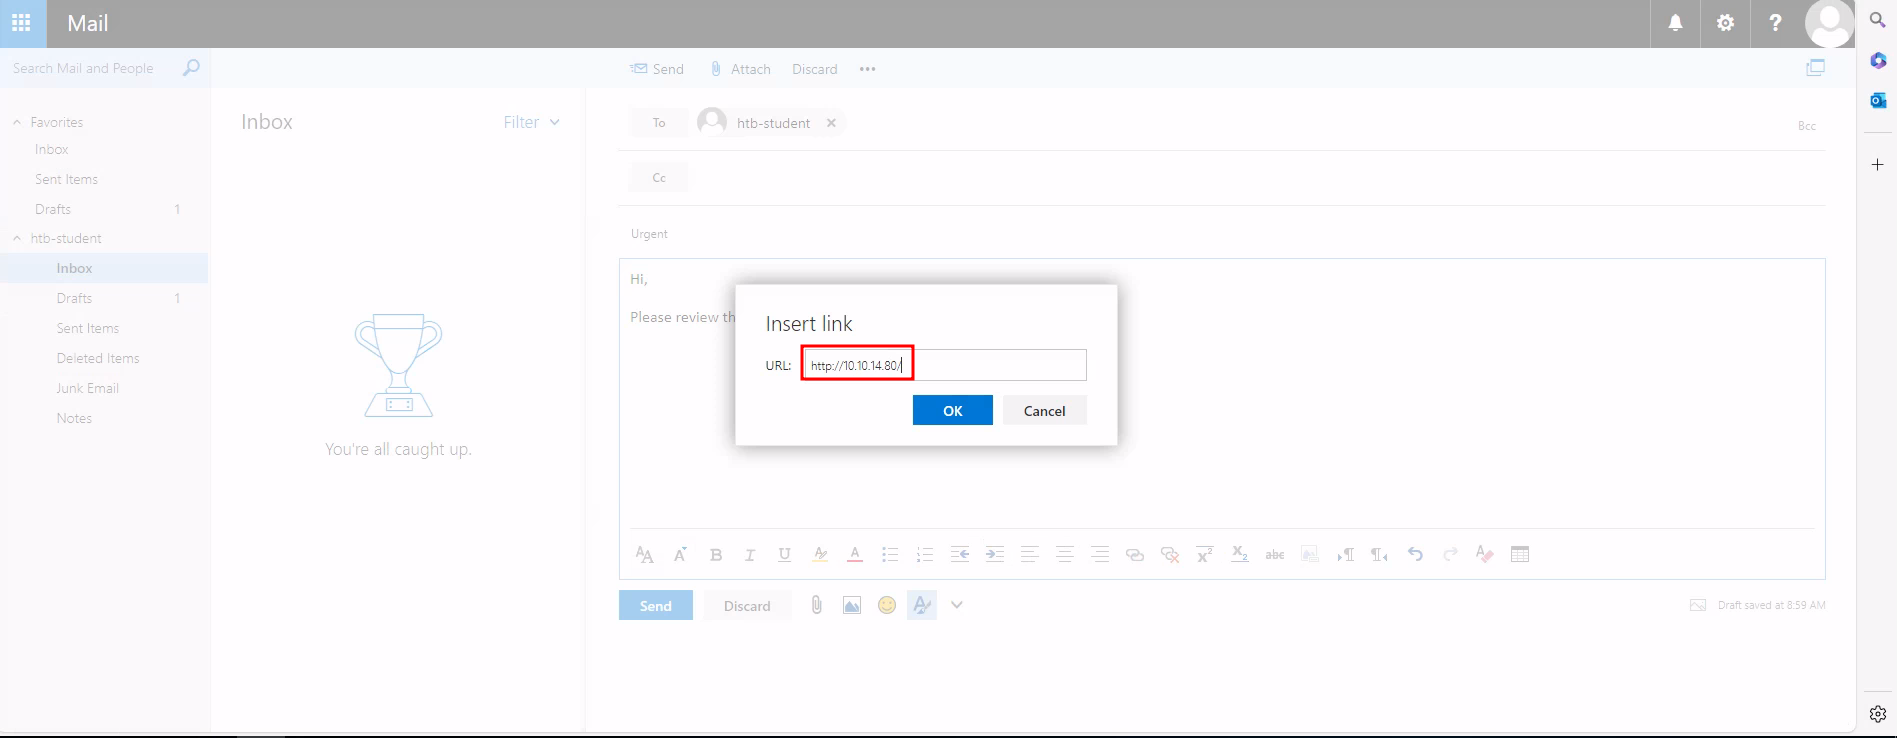 Mail
Search Mail and People
Send Attach Discard
Favorites
Inbox
Sent Items
Drafts 1
htb-student
Inbox
Drafts 1
Sent Items
Deleted Items
Junk Email
Notes
Inbox Filter
You're all caught up.
To htb-student
Bcc
Cc
Urgent
Hi,
Please review th
Insert link
URL: http://10.10.14.80/
OK Cancel
Send Discard
Draft saved at 8:59 AM